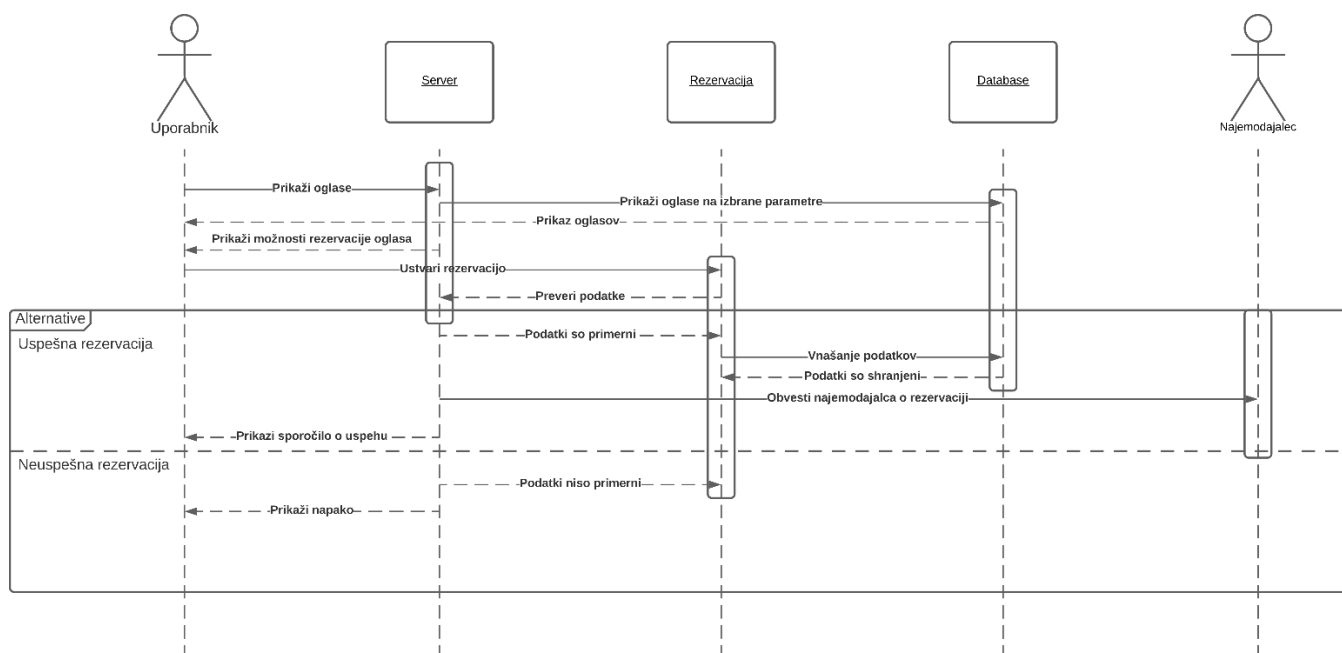 Uporabnik
Server
Rezervacija
Database
Najemodajalec
Prikaži oglase
Prikaži oglase na izbrane parametre
Prikaz oglasov
Prikaži možnosti rezervacije oglasa
Ustvari rezervacijo
Preveri podatke
Alternative
Uspešna rezervacija
Podatki so primerni
Vnašanje podatkov
Podatki so shranjeni
Obvesti najemodajalca o rezervaciji
Prikazi sporočilo o uspehu
Neuspešna rezervacija
Podatki niso primerni
Prikaži napako